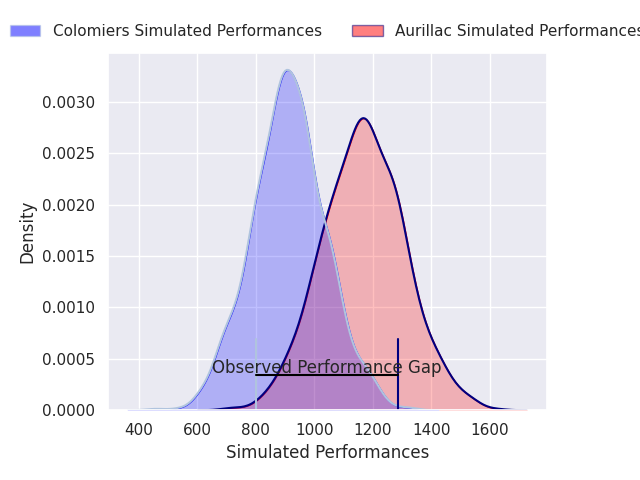 Colomiers Simulated Performances
Aurillac Simulated Performances
0.0030
0.0025
0.0020
0.0015
0.0010
0.0005
0.0000
Density
Observed Performance Gap
400 600 800 1000 1200 1400 1600
Simulated Performances